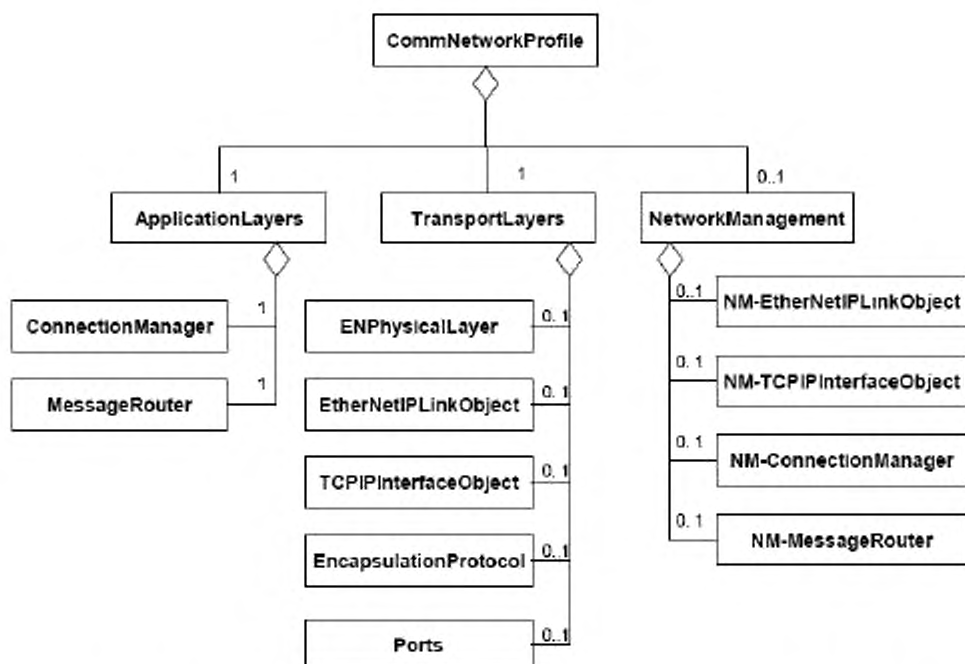 CommNetworkProfile
1
1
0..1
ApplicationLayers
TransportLayers
NetworkManagement
1
ConnectionManager
1
MessageRouter
0. 1
ENPhysicalLayer
0. 1
EtherNetIPLinkObject
0. 1
TCPIPInterfaceObject
0..1
EncapsulationProtocol
0..1
Ports
0..1
NM-EtherNetIPLinkObject
0. 1
NM-TCPIPInterfaceObject
0. 1
NM-ConnectionManager
0. 1
NM-MessageRouter